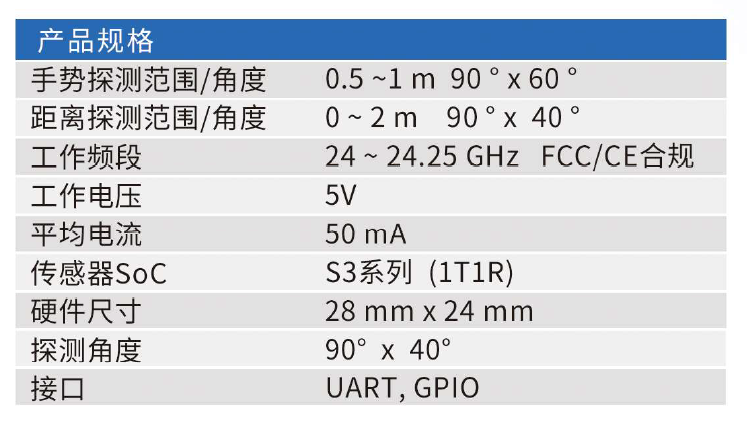 产品规格
手势探测范围/角度 0.5 ~1 m 90 ° x 60 °
距离探测范围/角度 0 ~ 2 m 90 ° x 40 °
工作频段 24 ~ 24.25 GHz FCC/CE合规
工作电压 5V
平均电流 50 mA
传感器SoC S3系列 (1T1R)
硬件尺寸 28 mm x 24 mm
探测角度 90° x 40°
接口 UART, GPIO